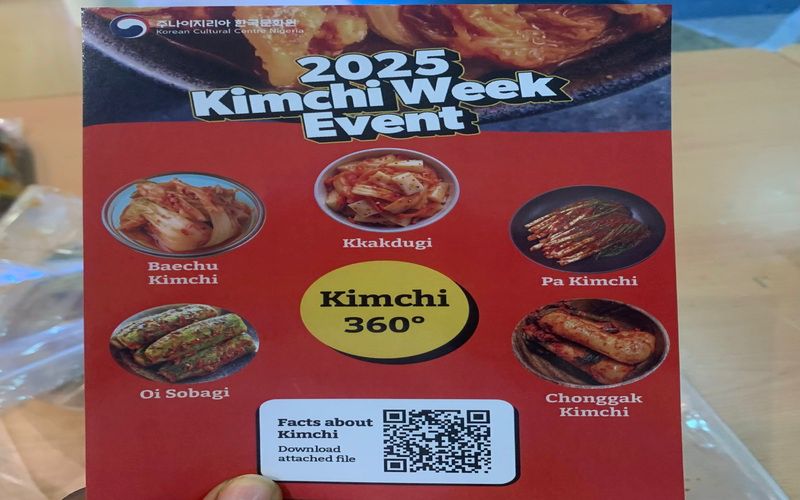 주나이지리아 한국문화원
Korean Cultural Centre Nigeria
2025
Kimchi Week
Event
Kkakdugi
Baechu
Kimchi
Pa Kimchi
Kimchi
360°
Oi Sobagi
Chonggak
Kimchi
Facts about
Kimchi
Download
attached file